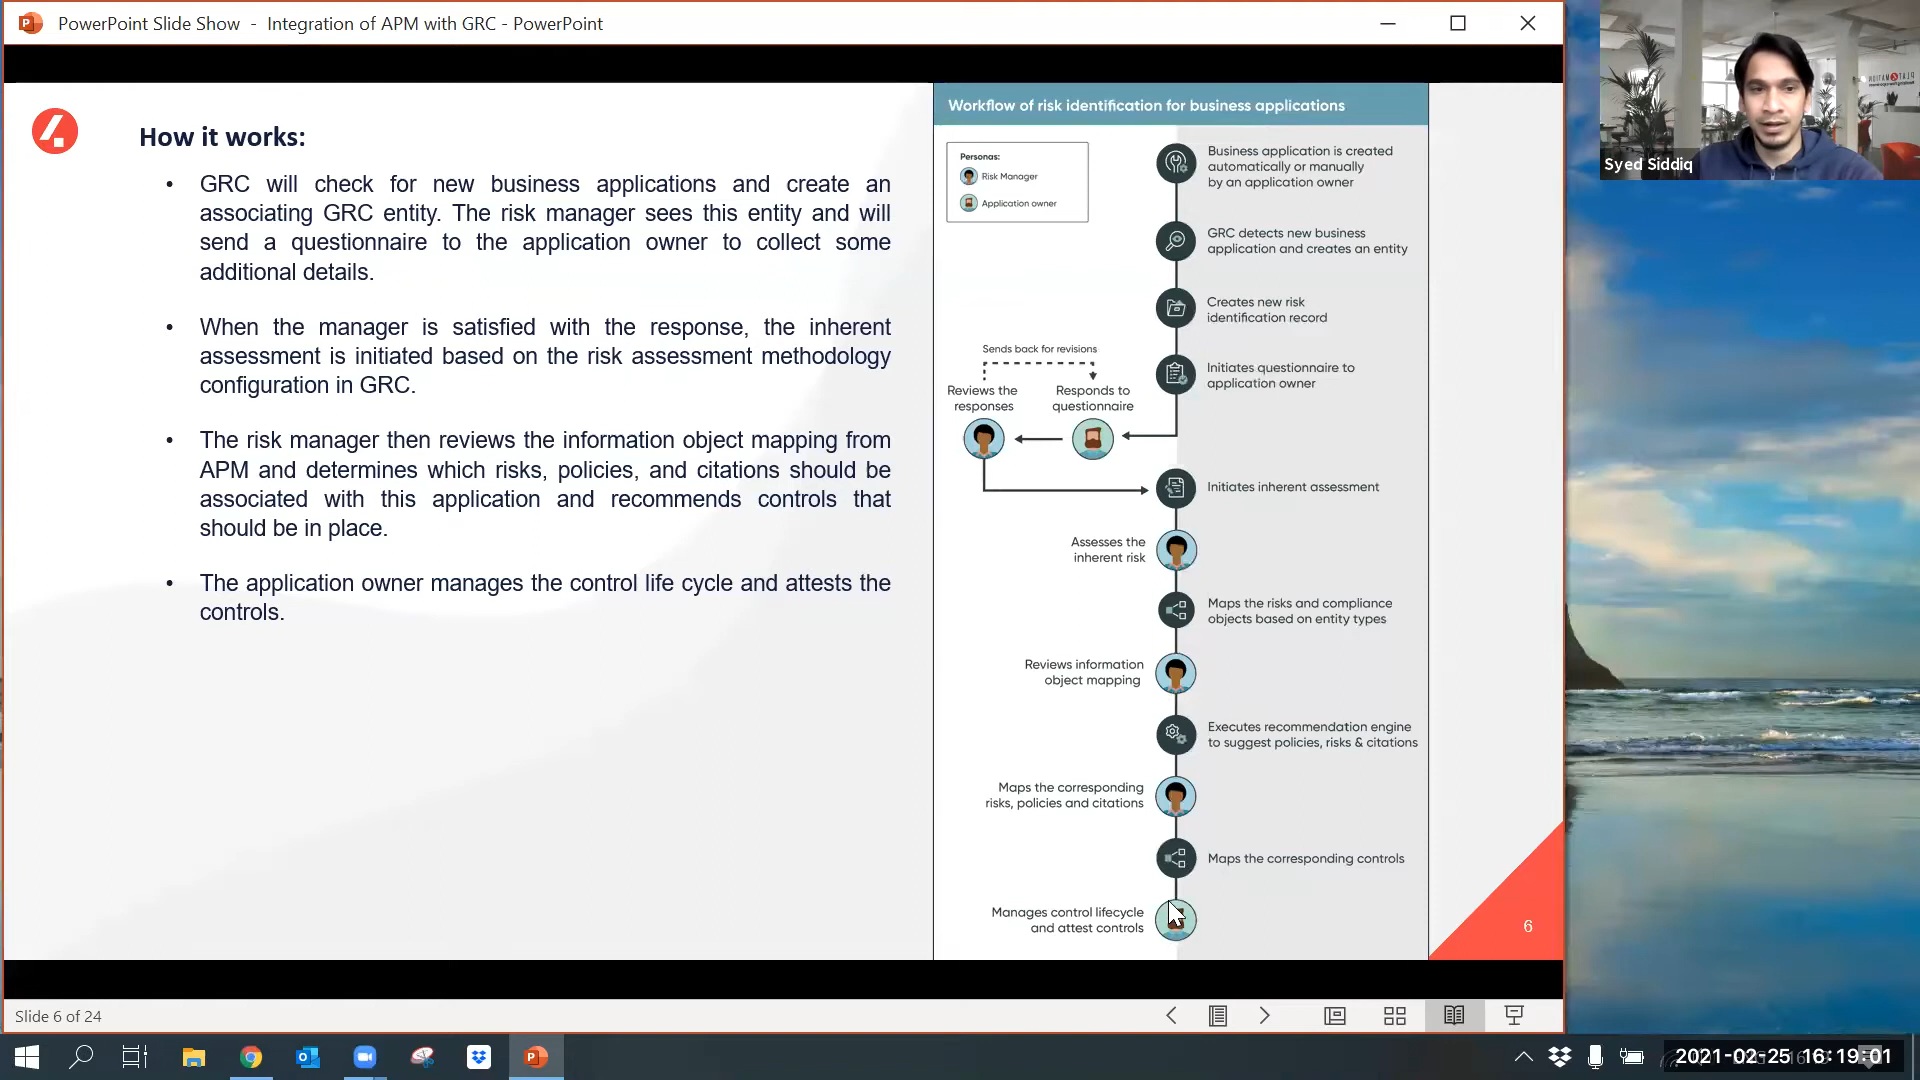 PowerPoint Slide Show - Integration of APM with GRC - PowerPoint
How it works:
• GRC will check for new business applications and create an
associating GRC entity. The risk manager sees this entity and will
send a questionnaire to the application owner to collect some
additional details.
• When the manager is satisfied with the response, the inherent
assessment is initiated based on the risk assessment methodology
configuration in GRC.
• The risk manager then reviews the information object mapping from
APM and determines which risks, policies, and citations should be
associated with this application and recommends controls that
should be in place.
• The application owner manages the control life cycle and attests the
controls.
Workflow of risk identification for business applications
Personas:
Risk Manager
Application owner
Business application is created
automatically or manually
by an application owner
GRC detects new business
application and creates an entity
Creates new risk
identification record
Initiates questionnaire to
application owner
Sends back for revisions
Reviews the
responses
Responds to
questionnaire
Initiates inherent assessment
Assesses the
inherent risk
Maps the risks and compliance
objects based on entity types
Reviews information
object mapping
Executes recommendation engine
to suggest policies, risks & citations
Maps the corresponding
risks, policies and citations
Maps the corresponding controls
Manages control lifecycle
and attest controls
6
Syed Siddiq
Slide 6 of 24
2021-02-25 16:19:01